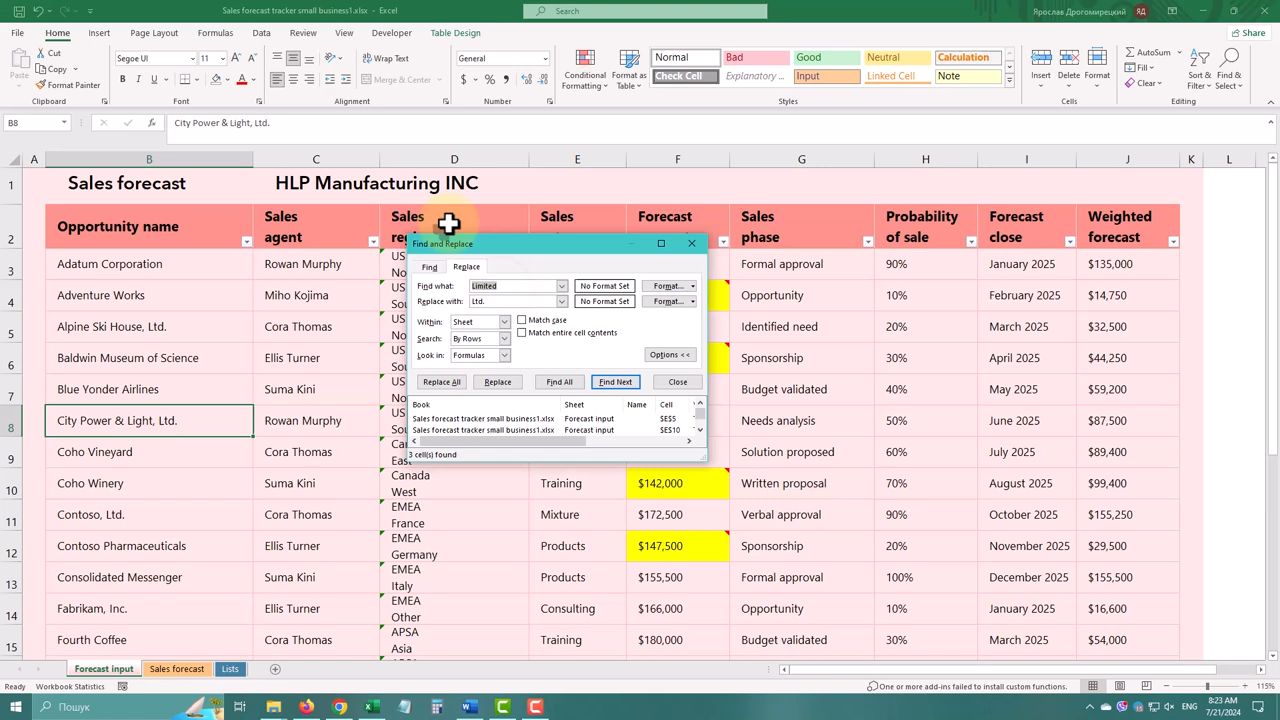 Sales forecast tracker small business1.xlsx
Search
Ярослав Дрогомирецкий
ЯД
File
Home
Insert
Page Layout
Formulas
Data
Review
View
Developer
Help
Table Design
Share
Paste
Cut
Copy
Format Painter
Clipboard
Segoe UI
11
Font
Wrap Text
Merge & Center
Alignment
General
Number
Conditional Formatting
Format as Table
Normal
Bad
Good
Neutral
Calculation
Check Cell
Explanatory ...
Input
Linked Cell
Note
Styles
Insert
Delete
Format
Cells
AutoSum
Fill
Clear
Sort & Filter
Find & Select
Editing
B8
City Power & Light, Ltd.
A B C D E F G H I J K L
1 Sales forecast HLP Manufacturing INC
2 Opportunity name Sales agent Sales Sales Forecast Sales phase Probability of sale Forecast close Weighted forecast
3 Adatum Corporation Rowan Murphy Formal approval 90% January 2025 $135,000
4 Adventure Works Miho Kojima Opportunity 10% February 2025 $14,750
5 Alpine Ski House, Ltd. Cora Thomas Identified need 20% March 2025 $32,500
6 Baldwin Museum of Science Ellis Turner Sponsorship 30% April 2025 $44,250
7 Blue Yonder Airlines Suma Kini Budget validated 40% May 2025 $59,200
8 City Power & Light, Ltd. Rowan Murphy Needs analysis 50% June 2025 $87,500
9 Coho Vineyard Cora Thomas East Solution proposed 60% July 2025 $89,400
10 Coho Winery Suma Kini Canada West Training $142,000 Written proposal 70% August 2025 $99,400
11 Contoso, Ltd. Cora Thomas EMEA France Mixture $172,500 Verbal approval 90% October 2025 $155,250
12 Contoso Pharmaceuticals Ellis Turner EMEA Germany Products $147,500 Sponsorship 20% November 2025 $29,500
13 Consolidated Messenger Suma Kini EMEA Italy Products $155,500 Formal approval 100% December 2025 $155,500
14 Fabrikam, Inc. Ellis Turner EMEA Other Consulting $166,000 Opportunity 10% January 2025 $16,600
15 Fourth Coffee Cora Thomas APSA Asia Training $180,000 Budget validated 30% March 2025 $54,000
Find and Replace
Find
Replace
Find what: Limited No Format Set Format...
Replace with: Ltd. No Format Set Format...
Within: Sheet Match case
Search: By Rows Match entire cell contents
Look in: Formulas Options <<
Replace All
Replace
Find All
Find Next
Close
Book Sheet Name Cell
Sales forecast tracker small business1.xlsx Forecast input $E$5
Sales forecast tracker small business1.xlsx Forecast input $E$10
3 cell(s) found
Forecast input
Sales forecast
Lists
Ready
Workbook Statistics
One or more add-ins failed to install custom functions.
115%
Пошук
8:23 AM
7/21/2024